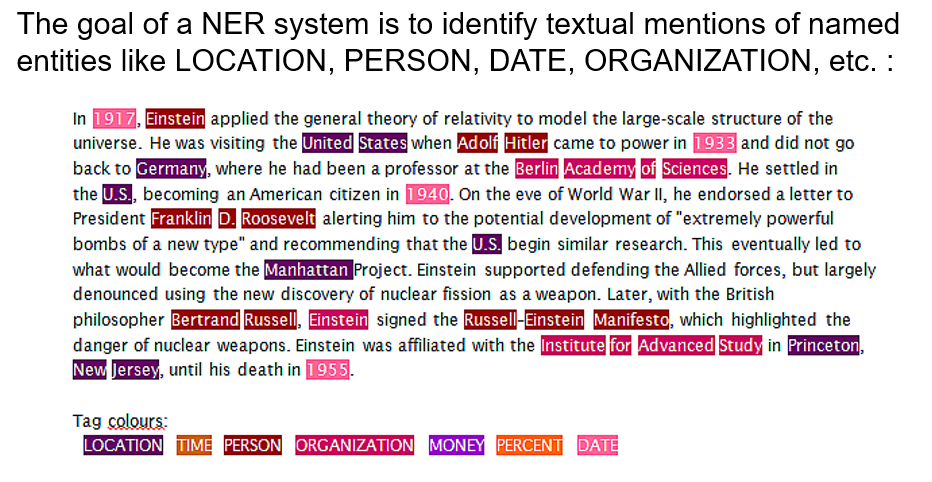 The goal of a NER system is to identify textual mentions of named
entities like LOCATION, PERSON, DATE, ORGANIZATION, etc. :
In 1917, Einstein applied the general theory of relativity to model the large-scale structure of the
universe. He was visiting the United States when Adolf Hitler came to power in 1933 and did not go
back to Germany, where he had been a professor at the Berlin Academy of Sciences. He settled in
the U.S., becoming an American citizen in 1940. On the eve of World War II, he endorsed a letter to
President Franklin D. Roosevelt alerting him to the potential development of "extremely powerful
bombs of a new type" and recommending that the U.S. begin similar research. This eventually led to
what would become the Manhattan Project. Einstein supported defending the Allied forces, but largely
denounced using the new discovery of nuclear fission as a weapon. Later, with the British
philosopher Bertrand Russell, Einstein signed the Russell–Einstein Manifesto, which highlighted the
danger of nuclear weapons. Einstein was affiliated with the Institute for Advanced Study in Princeton,
New Jersey, until his death in 1955.
Tag colours:
LOCATION TIME PERSON ORGANIZATION MONEY PERCENT DATE